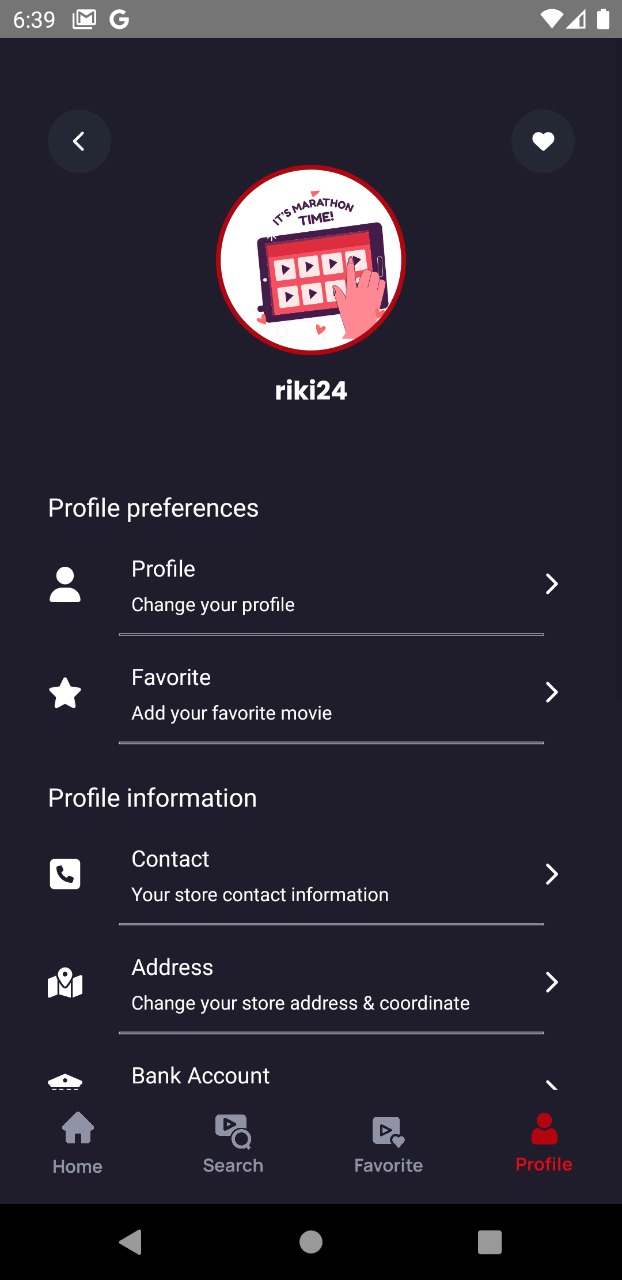 6:39
IT'S MARATHON
TIME!
riki24
Profile preferences
Profile
Change your profile
Favorite
Add your favorite movie
Profile information
Contact
Your store contact information
Address
Change your store address & coordinate
Bank Account
Home
Search
Favorite
Profile